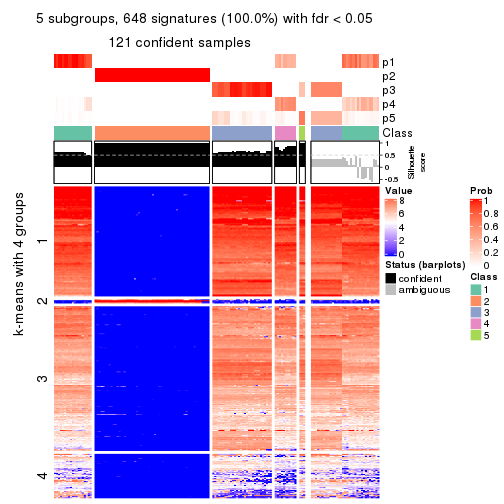 5 subgroups, 648 signatures (100.0%) with fdr < 0.05
121 confident samples
p1
p2
p3
p4
p5
Class
1
0.5
0
-0.5
Silhouette
score
k-means with 4 groups
1
2
3
4
Value
8
6
4
2
0
Status (barplots)
confident
ambiguous
Prob
1
0.8
0.6
0.4
0.2
0
Class
1
2
3
4
5